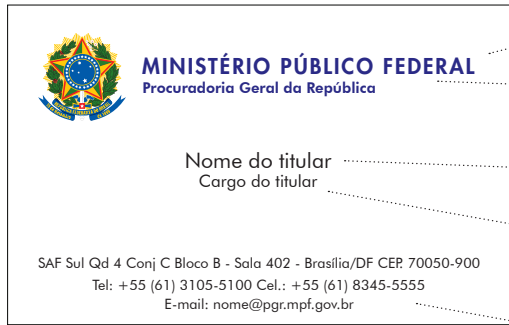 MINISTÉRIO PÚBLICO FEDERAL
Procuradoria Geral da República
Nome do titular
Cargo do titular
SAF Sul Qd 4 Conj C Bloco B - Sala 402 - Brasília/DF CEP. 70050-900
Tel: +55 (61) 3105-5100 Cel.: +55 (61) 8345-5555
E-mail: nome@pgr.mpf.gov.br